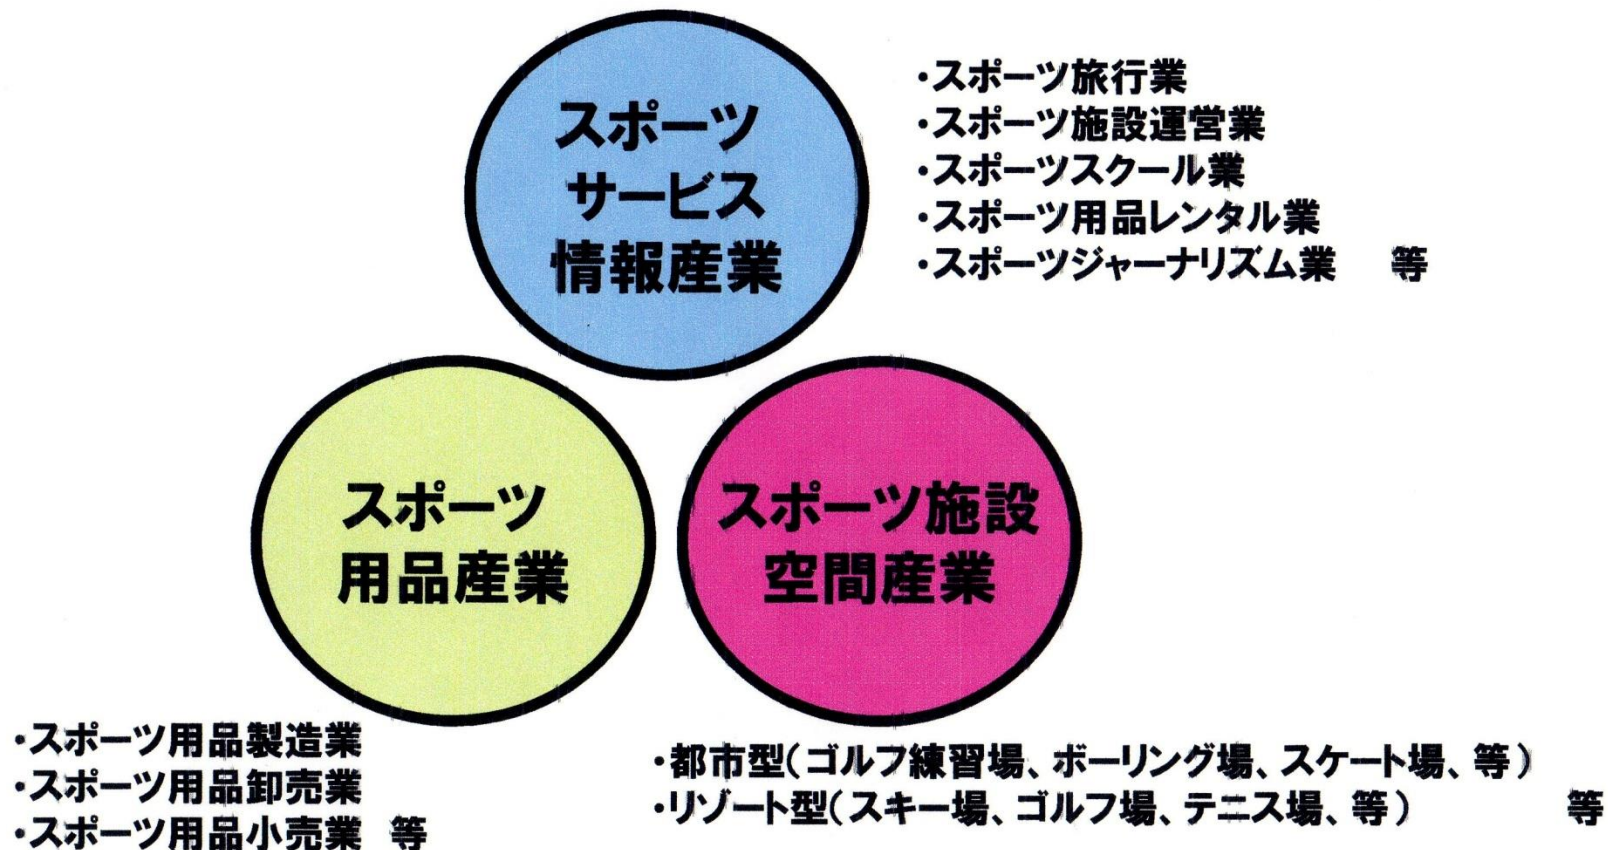 スポーツ
サービス
情報産業
・スポーツ旅行業
・スポーツ施設運営業
・スポーツスクール業
・スポーツ用品レンタル業
・スポーツジャーナリズム業　等
スポーツ
用品産業
スポーツ施設
空間産業
・スポーツ用品製造業
・スポーツ用品卸売業
・スポーツ用品小売業　等
・都市型(ゴルフ練習場、ボーリング場、スケート場、等)
・リゾート型(スキー場、ゴルフ場、テニス場、等)　等